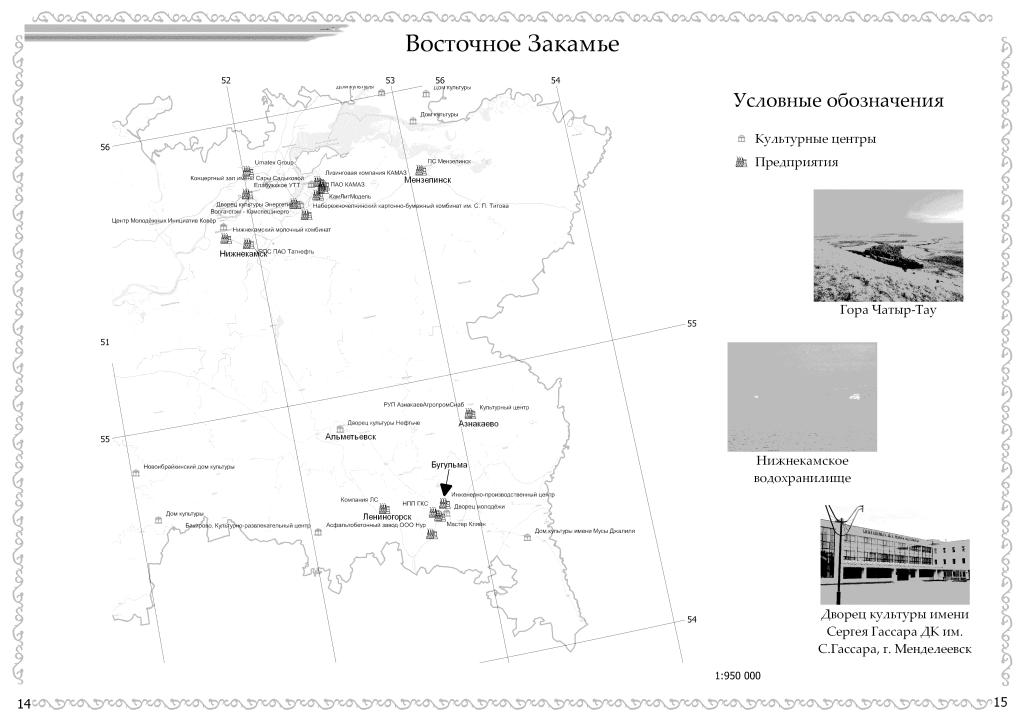 Восточное Закамье
52
53
56
54
Дом культуры
Дом культуры
Дом культуры
56
Umatex Group
Лизинговая компания КАМАЗ
ПС Мензелинск
Концертный зал имени Сары Садыковой
Мензелинск
Елабужское УТТ
ПАО КАМАЗ
КамЛитМодель
Дворец культуры Энергетик
Набережночелнинский картонно-бумажный комбинат им. С. П. Титова
Волга-стэм - Камспецэнерго
Центр Молодёжных Инициатив Ковёр
Нижнекамский молочный комбинат
Нижнекамск
ПАО Татнефть
55
51
РУП АзнакаевАгропромСнаб
Культурный центр
Азнакаево
Дворец культуры Нефтьче
Альметьевск
55
Новоибрайкинский дом культуры
Бугульма
Инженерно-производственный центр
Компания ЛС
НПП ГКС
Дворец молодёжи
Лениногорск
Дом культуры
Бакирово, Культурно-развлекательный центр
Асфальтобетонный завод ООО Нур
Мастер Кляйн
Дом культуры имени Мусы Джалиля
54
1:950 000
Условные обозначения
Культурные центры
Предприятия
Гора Чатыр-Тау
Нижнекамское
водохранилище
Дворец культуры имени
Сергея Гассара ДК им.
С.Гассара, г. Менделеевск
14
15